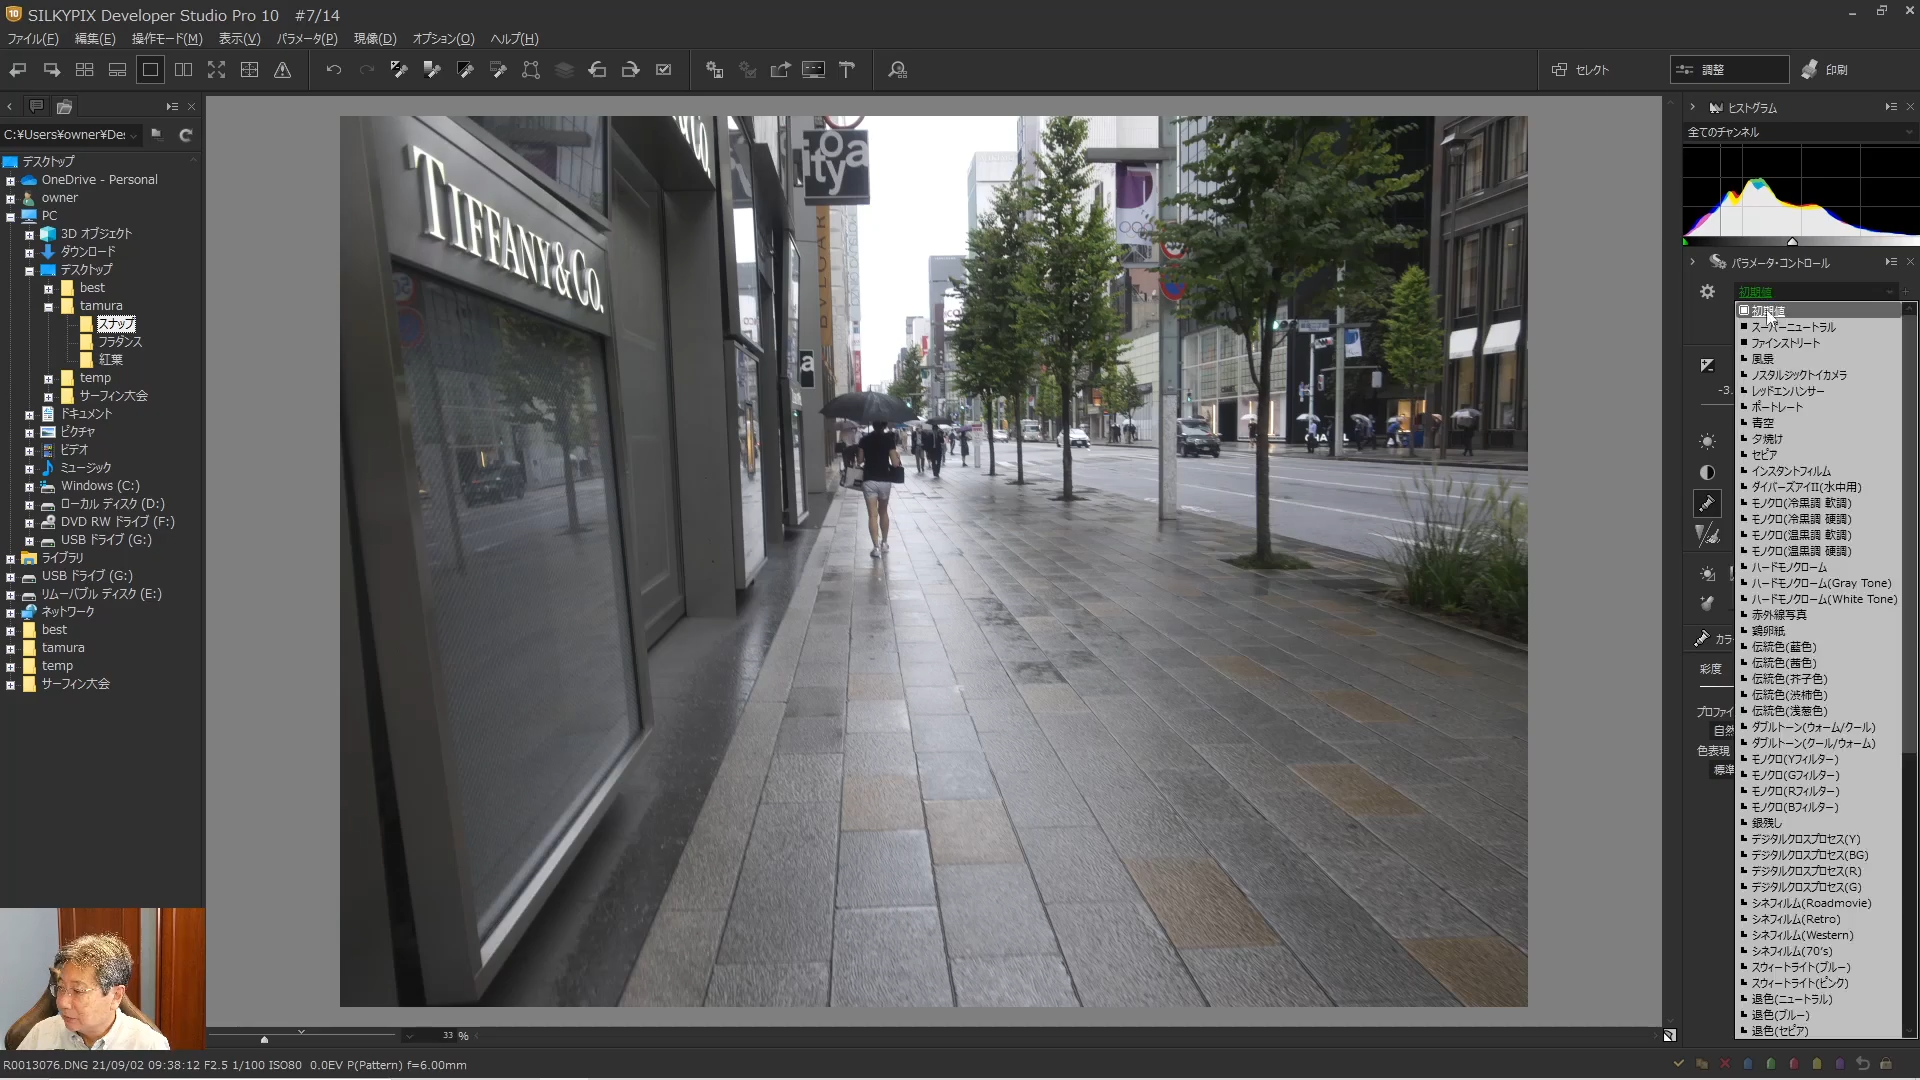 SILKYPIX Developer Studio Pro 10 #7/14
ファイル(F) 編集(E) 操作モード(M) 表示(V) パラメータ(P) 現像(D) オプション(O) ヘルプ(H)
セレクト 調整 印刷
C:¥Users¥owner¥De
デスクトップ
OneDrive - Personal
owner
PC
3D オブジェクト
ダウンロード
デスクトップ
best
tamura
スナップ
フラダンス
紅葉
temp
サーフィン大会
ドキュメント
ピクチャ
ビデオ
ミュージック
Windows (C:)
ローカル ディスク (D:)
DVD RW ドライブ (F:)
USB ドライブ (G:)
ライブラリ
USB ドライブ (G:)
リムーバブル ディスク (E:)
ネットワーク
best
tamura
temp
サーフィン大会
TIFFANY&CO.
ヒストグラム
全てのチャンネル
パラメータ・コントロール
初期値
初期値
スーパーニュートラル
ファインストリート
風景
ノスタルジックトイカメラ
レッドエンハンサー
ポートレート
青空
夕焼け
セピア
インスタントフィルム
ダイバーズアイII(水中用)
モノクロ(冷黒調 軟調)
モノクロ(冷黒調 硬調)
モノクロ(温黒調 軟調)
モノクロ(温黒調 硬調)
ハードモノクローム
ハードモノクローム(Gray Tone)
ハードモノクローム(White Tone)
赤外線写真
鶏卵紙
伝統色(藍色)
伝統色(茜色)
伝統色(芥子色)
伝統色(渋柿色)
伝統色(浅葱色)
ダブルトーン(ウォーム/クール)
ダブルトーン(クール/ウォーム)
モノクロ(Yフィルター)
モノクロ(Gフィルター)
モノクロ(Rフィルター)
モノクロ(Bフィルター)
銀残し
デジタルクロスプロセス(Y)
デジタルクロスプロセス(BG)
デジタルクロスプロセス(R)
デジタルクロスプロセス(G)
シネフィルム(Roadmovie)
シネフィルム(Retro)
シネフィルム(Western)
シネフィルム(70's)
スウィートライト(ブルー)
スウィートライト(ピンク)
退色(ニュートラル)
退色(ブルー)
退色(セピア)
-3.
カラ
彩度
プロファイ
自然
色表現
標準
33 %
R0013076.DNG 21/09/02 09:38:12 F2.5 1/100 ISO80 0.0EV P(Pattern) f=6.00mm